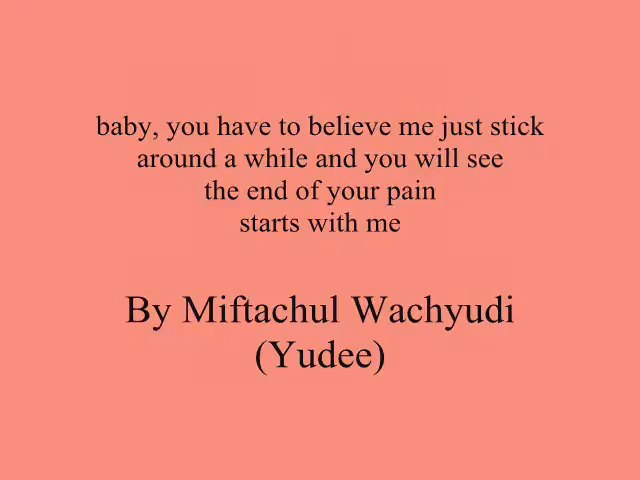 baby, you have to believe me just stick
around a while and you will see
the end of your pain
starts with me
By Miftachul Wachyudi
(Yudee)